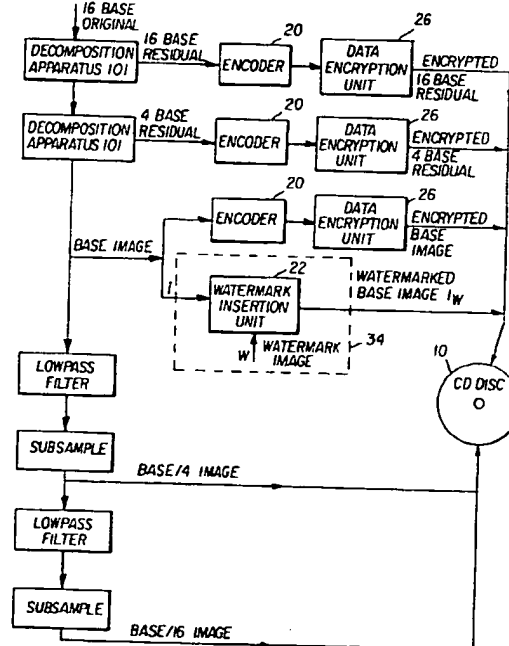 16 BASE
ORIGINAL
DECOMPOSITION
APPARATUS 101
16 BASE
RESIDUAL
20
ENCODER
26
DATA
ENCRYPTION
UNIT
ENCRYPTED
16 BASE
RESIDUAL
DECOMPOSITION
APPARATUS 101
4 BASE
RESIDUAL
20
ENCODER
26
DATA
ENCRYPTION
UNIT
ENCRYPTED
4 BASE
RESIDUAL
20
ENCODER
26
DATA
ENCRYPTION
UNIT
ENCRYPTED
BASE
IMAGE
BASE IMAGE
I
22
WATERMARK
INSERTION
UNIT
WATERMARKED
BASE IMAGE IW
W
WATERMARK
IMAGE
34
10
CD DISC
LOWPASS
FILTER
SUBSAMPLE
BASE/4 IMAGE
LOWPASS
FILTER
SUBSAMPLE
BASE/16 IMAGE